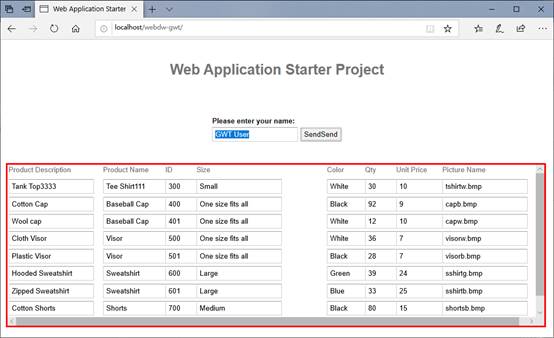 Web Application Starter
localhost/webdw-gwt/
Web Application Starter Project
Please enter your name:
GWT User SendSend
Product Description Product Name ID Size Color Qty Unit Price Picture Name
Tank Top3333 Tee Shirt111 300 Small White 30 10 tshirtw.bmp
Cotton Cap Baseball Cap 400 One size fits all Black 92 9 capb.bmp
Wool cap Baseball Cap 401 One size fits all White 12 10 capw.bmp
Cloth Visor Visor 500 One size fits all White 36 7 visorw.bmp
Plastic Visor Visor 501 One size fits all Black 28 7 visorb.bmp
Hooded Sweatshirt Sweatshirt 600 Large Green 39 24 sshirtg.bmp
Zipped Sweatshirt Sweatshirt 601 Large Blue 33 25 sshirtb.bmp
Cotton Shorts Shorts 700 Medium Black 80 15 shortsb.bmp